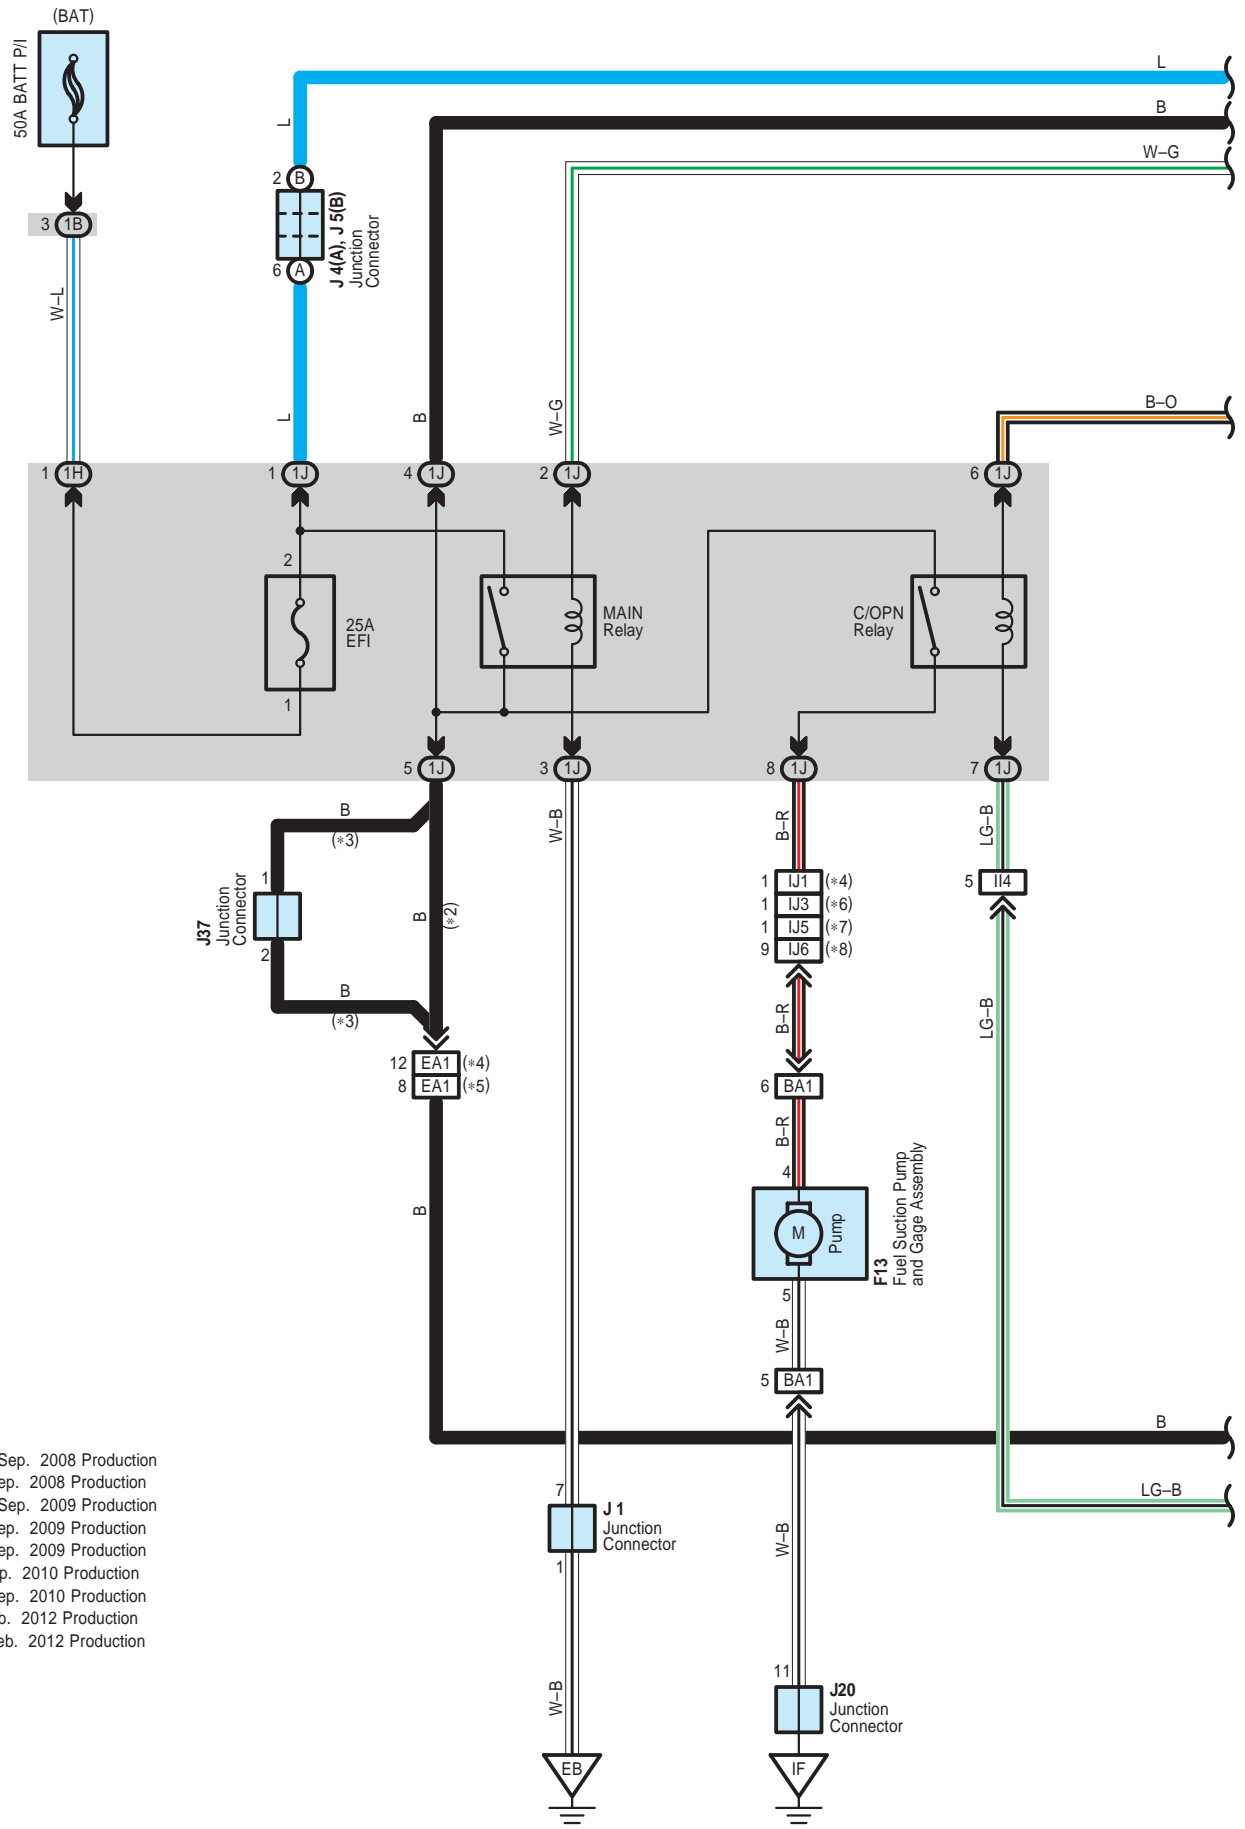 (BAT)
50A BATT P/I
L
B
W–G
L
2 B
J 4(A), J 5(B)
Junction
Connector
6 A
3 1B
W–L
L
B
W–G
B–O
1 1H
1 1J
4 1J
2 1J
6 1J
2
25A
EFI
1
MAIN
Relay
C/OPN
Relay
5 1J
3 1J
8 1J
7 1J
B
(*3)
W–B
B–R
LG–B
1
J37
Junction
Connector
2
B
(*2)
1 IJ1 (*4)
1 IJ3 (*6)
1 IJ5 (*7)
9 IJ6 (*8)
5 II4
B
(*3)
B–R
LG–B
12 EA1 (*4)
8 EA1 (*5)
6 BA1
B–R
4
B
M
Pump
F13
Fuel Suction Pump
and Gage Assembly
5
W–B
5 BA1
B
LG–B
Sep. 2008 Production
ep. 2008 Production
Sep. 2009 Production
ep. 2009 Production
ep. 2009 Production
p. 2010 Production
ep. 2010 Production
b. 2012 Production
eb. 2012 Production
7
J 1
Junction
Connector
1
W–B
W–B
11
J20
Junction
Connector
EB
IF